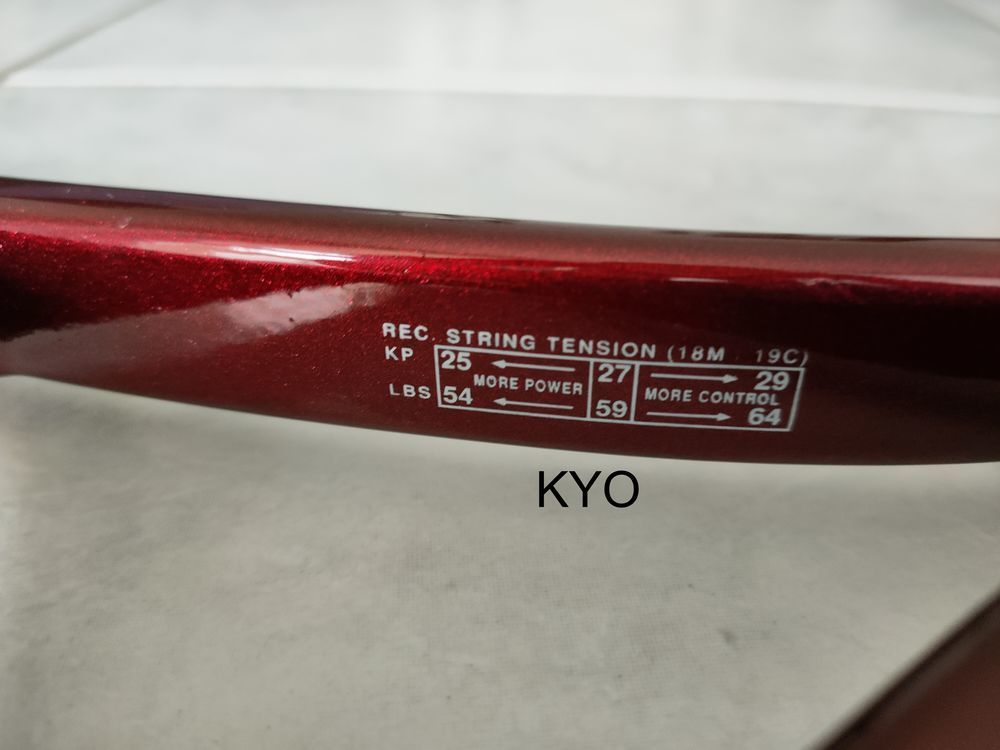 REC. STRING TENSION (18M . 19C)
KP 25 ← 27 → 29
MORE POWER MORE CONTROL
LBS 54 ← 59 → 64
KYO